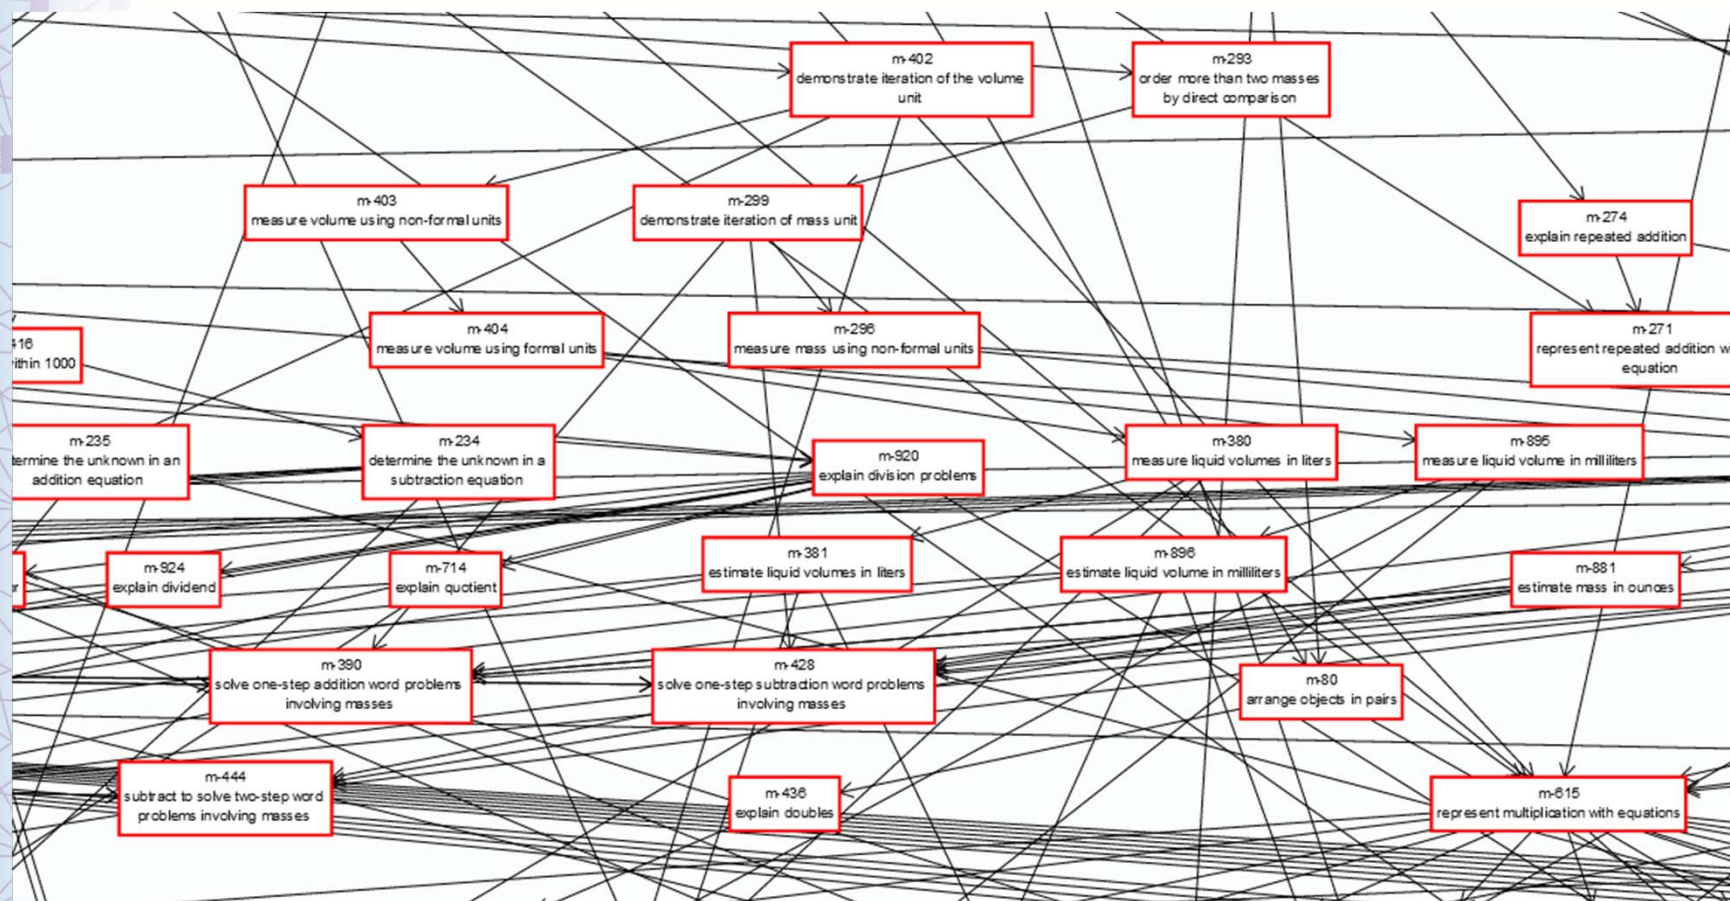 m-402
demonstrate iteration of the volume
unit
m-293
order more than two masses
by direct comparison
m-403
measure volume using non-formal units
m-299
demonstrate iteration of mass unit
m-274
explain repeated addition
416
ithin 1000
m-404
measure volume using formal units
m-296
measure mass using non-formal units
m-271
represent repeated addition w
equation
m-235
termine the unknown in an
addition equation
m-234
determine the unknown in a
subtraction equation
m-920
explain division problems
m-380
measure liquid volumes in liters
m-895
measure liquid volume in milliliters
r
m-924
explain dividend
m-714
explain quotient
m-381
estimate liquid volumes in liters
m-896
estimate liquid volume in milliliters
m-881
estimate mass in ounces
m-390
solve one-step addition word problems
involving masses
m-428
solve one-step subtraction word problems
involving masses
m-80
arrange objects in pairs
m-444
subtract to solve two-step word
problems involving masses
m-436
explain doubles
m-615
represent multiplication with equations